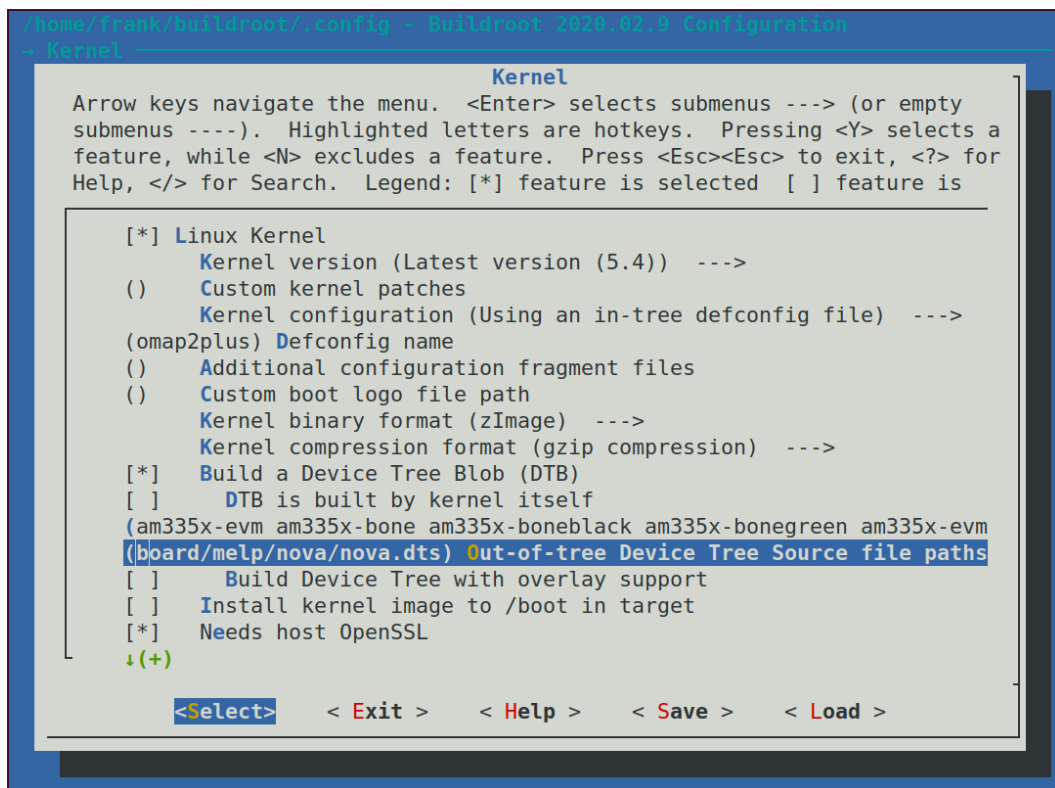 /home/frank/buildroot/.config - Buildroot 2020.02.9 Configuration
→ Kernel
Kernel
Arrow keys navigate the menu.  <Enter> selects submenus ---> (or empty
submenus ----).  Highlighted letters are hotkeys.  Pressing <Y> selects a
feature, while <N> excludes a feature.  Press <Esc><Esc> to exit, <?> for
Help, </> for Search.  Legend: [*] feature is selected  [ ] feature is
[*] Linux Kernel
Kernel version (Latest version (5.4))  --->
()    Custom kernel patches
Kernel configuration (Using an in-tree defconfig file)  --->
(omap2plus) Defconfig name
()    Additional configuration fragment files
()    Custom boot logo file path
Kernel binary format (zImage)  --->
Kernel compression format (gzip compression)  --->
[*]   Build a Device Tree Blob (DTB)
[ ]     DTB is built by kernel itself
(am335x-evm am335x-bone am335x-boneblack am335x-bonegreen am335x-evm
(board/melp/nova/nova.dts) Out-of-tree Device Tree Source file paths
[ ]     Build Device Tree with overlay support
[ ]   Install kernel image to /boot in target
[*]   Needs host OpenSSL
↓(+)
<Select>    < Exit >    < Help >    < Save >    < Load >